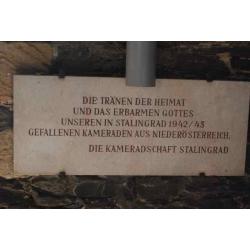 DIE TRÄNEN DER HEIMAT
UND DAS ERBARMEN GOTTES
UNSEREN IN STALINGRAD 1942/43
GEFALLENEN KAMERADEN AUS NIEDERÖSTERREICH.
DIE KAMERADSCHAFT STALINGRAD